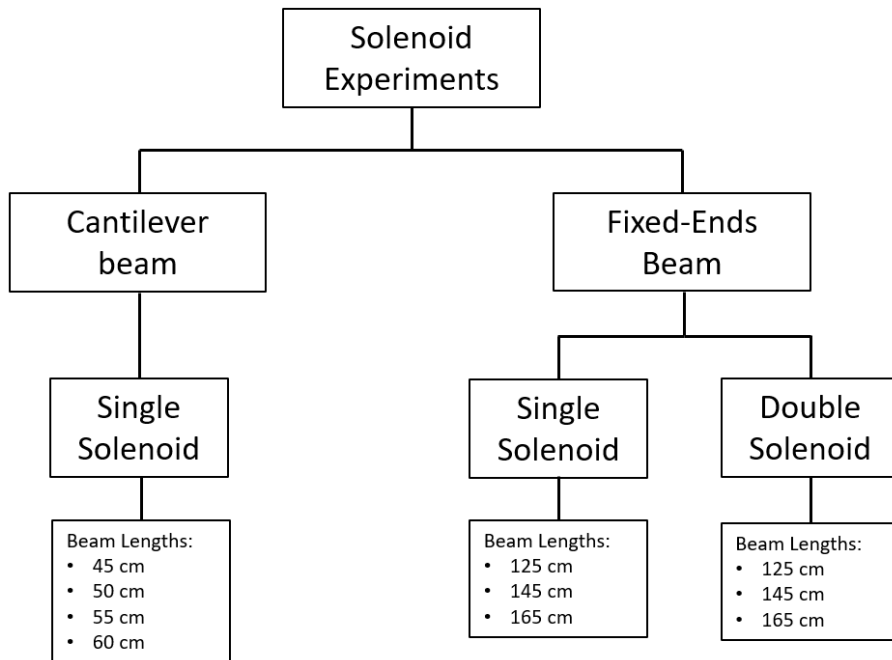 Solenoid
Experiments
Cantilever
beam
Fixed-Ends
Beam
Single
Solenoid
Single
Solenoid
Double
Solenoid
Beam Lengths:
• 45 cm
• 50 cm
• 55 cm
• 60 cm
Beam Lengths:
• 125 cm
• 145 cm
• 165 cm
Beam Lengths:
• 125 cm
• 145 cm
• 165 cm